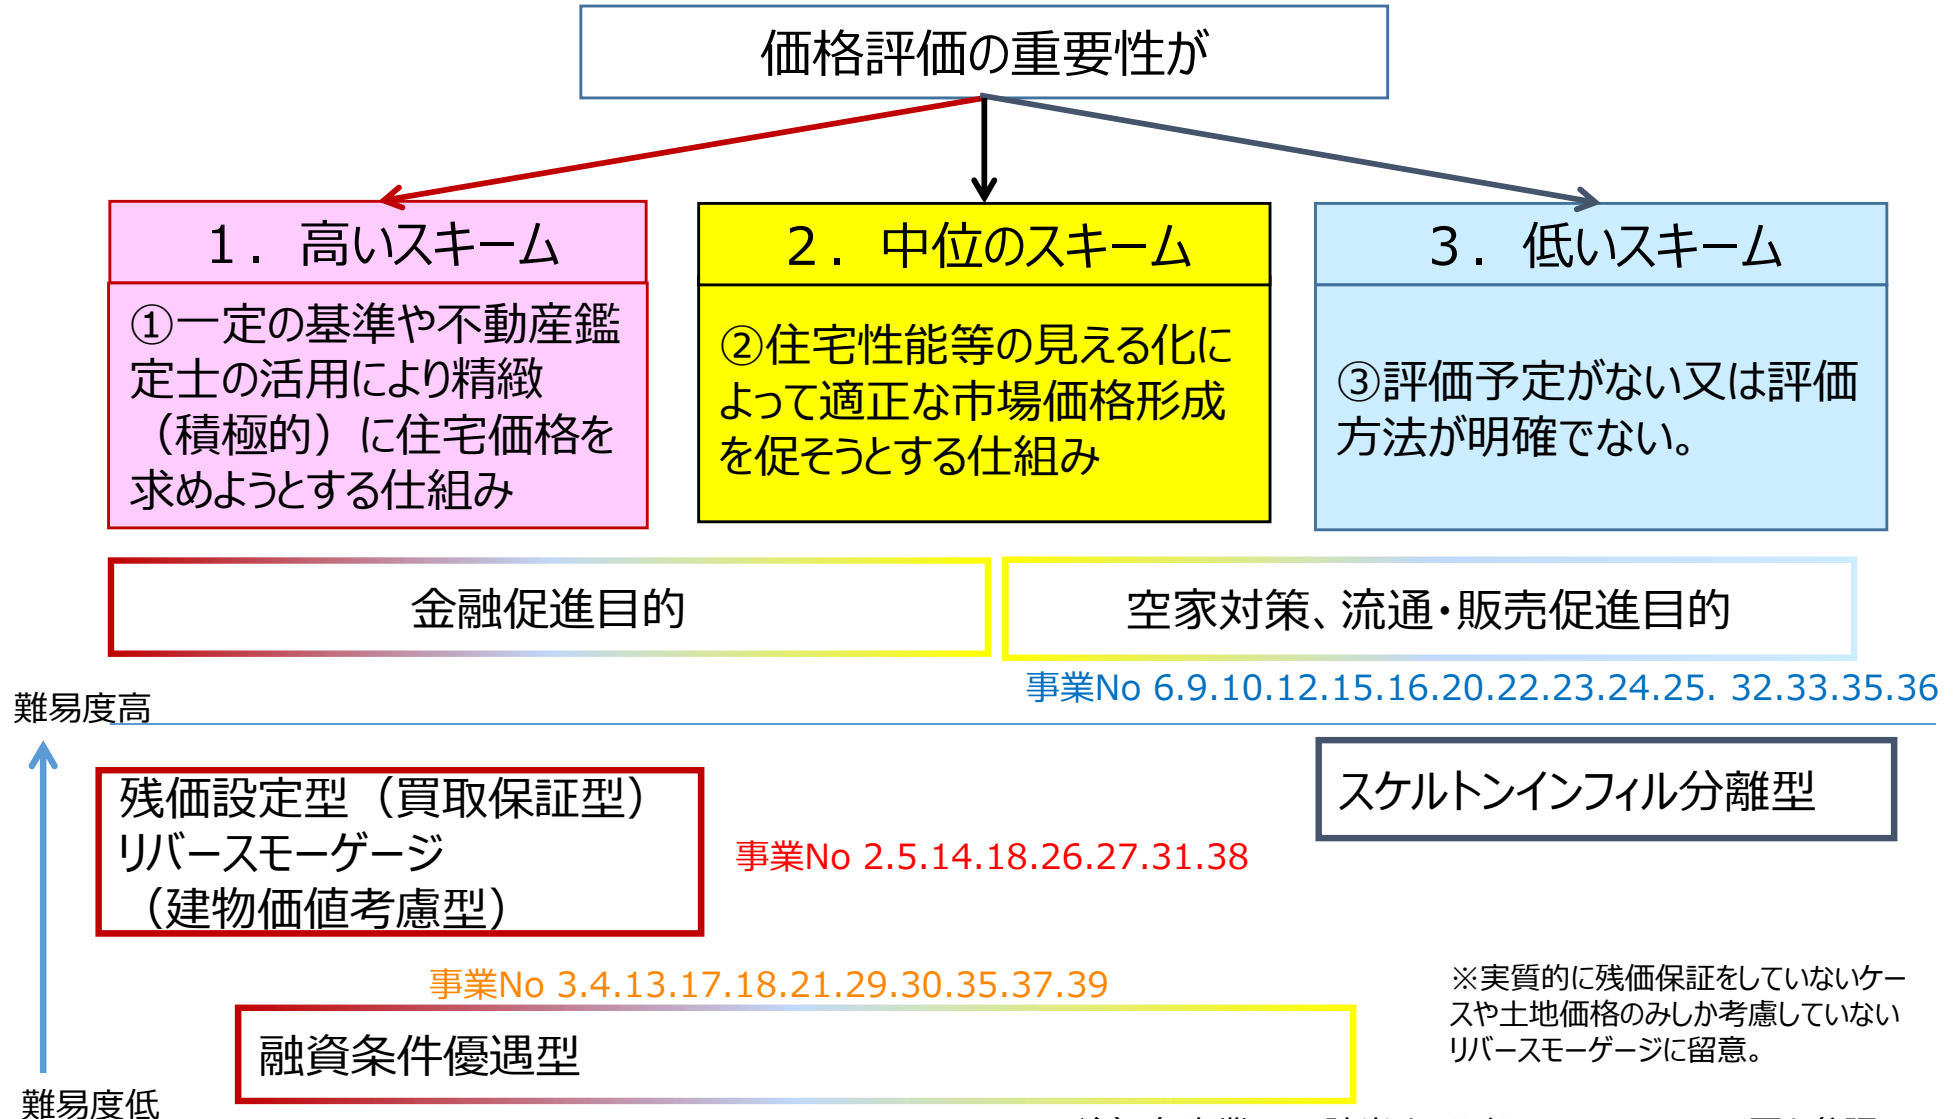 価格評価の重要性が
１．高いスキーム
①一定の基準や不動産鑑
定士の活用により精緻
（積極的）に住宅価格を
求めようとする仕組み
２．中位のスキーム
②住宅性能等の見える化に
よって適正な市場価格形成
を促そうとする仕組み
３．低いスキーム
③評価予定がない又は評価
方法が明確でない。
金融促進目的
空家対策、流通・販売促進目的
事業No 6.9.10.12.15.16.20.22.23.24.25. 32.33.35.36
難易度高
残価設定型（買取保証型）
リバースモーゲージ
（建物価値考慮型）
事業No 2.5.14.18.26.27.31.38
スケルトンインフィル分離型
事業No 3.4.13.17.18.21.29.30.35.37.39
融資条件優遇型
※実質的に残価保証をしていないケー
スや土地価格のみしか考慮していない
リバースモーゲージに留意。
難易度低